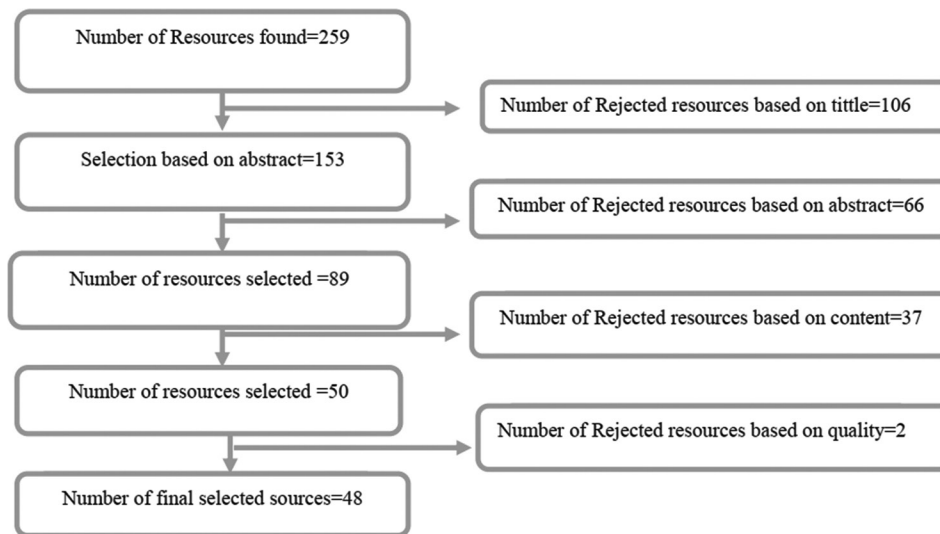 Number of Resources found=259
Number of Rejected resources based on tittle=106
Selection based on abstract=153
Number of Rejected resources based on abstract=66
Number of resources selected =89
Number of Rejected resources based on content=37
Number of resources selected =50
Number of Rejected resources based on quality=2
Number of final selected sources=48